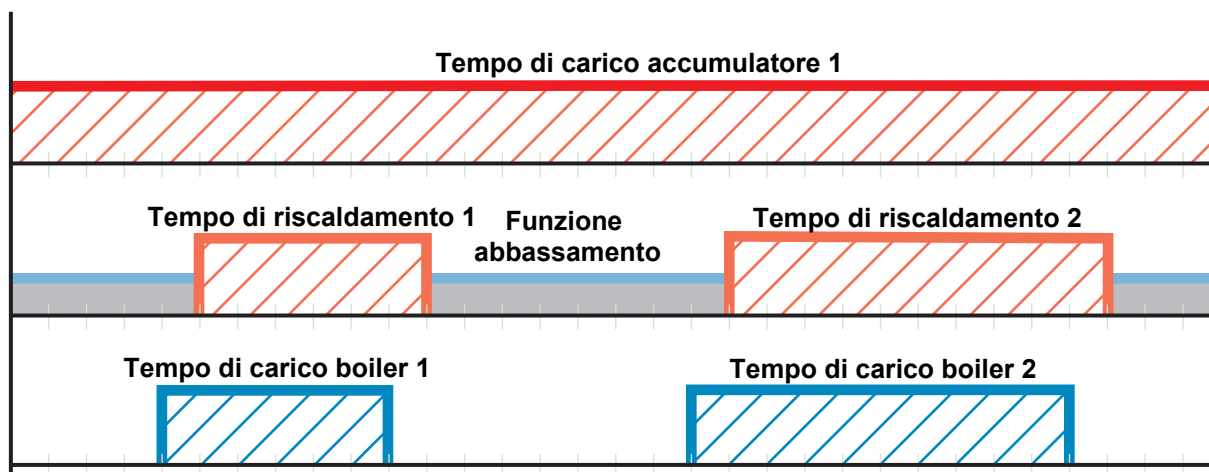 Tempo di carico accumulatore 1
Tempo di riscaldamento 1
Funzione
abbassamento
Tempo di riscaldamento 2
Tempo di carico boiler 1
Tempo di carico boiler 2